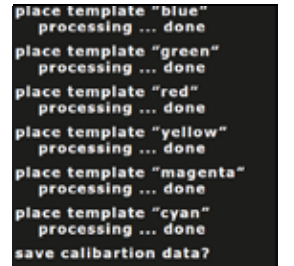 place template "blue"
processing ... done
place template "green"
processing ... done
place template "red"
processing ... done
place template "yellow"
processing ... done
place template "magenta"
processing ... done
place template "cyan"
processing ... done
save calibartion data?